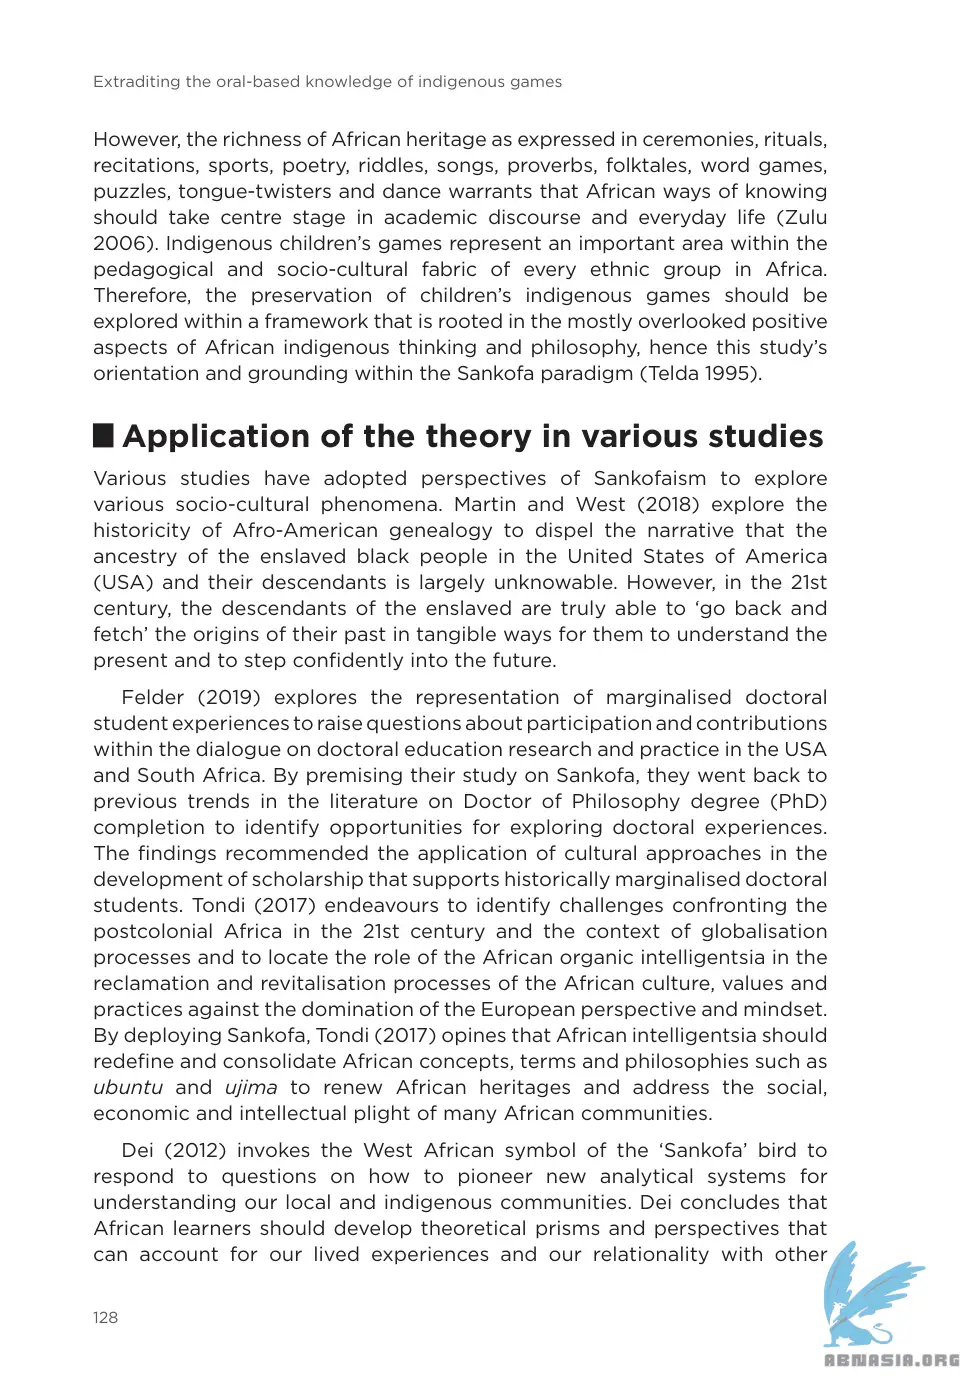 Extraditing the oral-based knowledge of indigenous games
However, the richness of African heritage as expressed in ceremonies, rituals,
recitations, sports, poetry, riddles, songs, proverbs, folktales, word games,
puzzles, tongue-twisters and dance warrants that African ways of knowing
should take centre stage in academic discourse and everyday life (Zulu
2006). Indigenous children’s games represent an important area within the
pedagogical and socio-cultural fabric of every ethnic group in Africa.
Therefore, the preservation of children’s indigenous games should be
explored within a framework that is rooted in the mostly overlooked positive
aspects of African indigenous thinking and philosophy, hence this study’s
orientation and grounding within the Sankofa paradigm (Telda 1995).
Application of the theory in various studies
Various studies have adopted perspectives of Sankofaism to explore
various socio-cultural phenomena. Martin and West (2018) explore the
historicity of Afro-American genealogy to dispel the narrative that the
ancestry of the enslaved black people in the United States of America
(USA) and their descendants is largely unknowable. However, in the 21st
century, the descendants of the enslaved are truly able to ‘go back and
fetch’ the origins of their past in tangible ways for them to understand the
present and to step confidently into the future.
Felder (2019) explores the representation of marginalised doctoral
student experiences to raise questions about participation and contributions
within the dialogue on doctoral education research and practice in the USA
and South Africa. By premising their study on Sankofa, they went back to
previous trends in the literature on Doctor of Philosophy degree (PhD)
completion to identify opportunities for exploring doctoral experiences.
The findings recommended the application of cultural approaches in the
development of scholarship that supports historically marginalised doctoral
students. Tondi (2017) endeavours to identify challenges confronting the
postcolonial Africa in the 21st century and the context of globalisation
processes and to locate the role of the African organic intelligentsia in the
reclamation and revitalisation processes of the African culture, values and
practices against the domination of the European perspective and mindset.
By deploying Sankofa, Tondi (2017) opines that African intelligentsia should
redefine and consolidate African concepts, terms and philosophies such as
ubuntu and ujima to renew African heritages and address the social,
economic and intellectual plight of many African communities.
Dei (2012) invokes the West African symbol of the ‘Sankofa’ bird to
respond to questions on how to pioneer new analytical systems for
understanding our local and indigenous communities. Dei concludes that
African learners should develop theoretical prisms and perspectives that
can account for our lived experiences and our relationality with other
128
ABNASIA.ORG